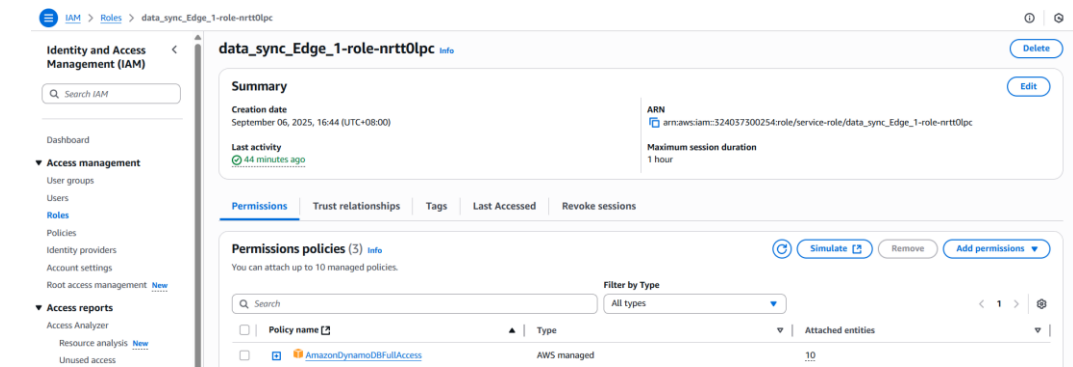 IAM > Roles > data_sync_Edge_1-role-nrtt0lpc
Identity and Access Management (IAM)
Search IAM
Dashboard
Access management
User groups
Users
Roles
Policies
Identity providers
Account settings
Root access management New
Access reports
Access Analyzer
Resource analysis New
Unused access
data_sync_Edge_1-role-nrtt0lpc Info
Delete
Summary
Edit
Creation date
September 06, 2025, 16:44 (UTC+08:00)
ARN
arn:aws:iam::324037300254:role/service-role/data_sync_Edge_1-role-nrtt0lpc
Last activity
44 minutes ago
Maximum session duration
1 hour
Permissions Trust relationships Tags Last Accessed Revoke sessions
Permissions policies (3) Info
Simulate Remove Add permissions
You can attach up to 10 managed policies.
Filter by Type
Search
All types
1
Policy name Type Attached entities
AmazonDynamoDBFullAccess AWS managed 10